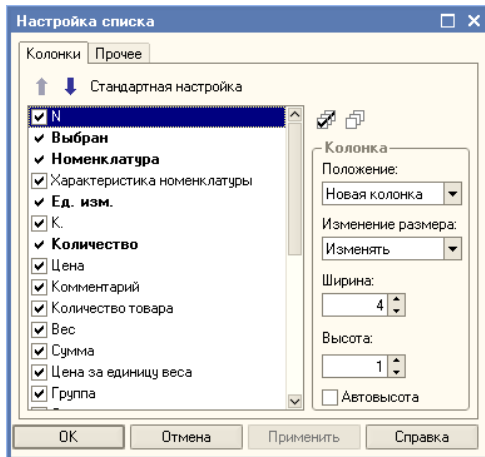 Настройка списка
Колонки Прочее
Стандартная настройка
N
Выбран
Номенклатура
Характеристика номенклатуры
Ед. изм.
К.
Количество
Цена
Комментарий
Количество товара
Вес
Сумма
Цена за единицу веса
Группа
Колонка
Положение:
Новая колонка
Изменение размера:
Изменять
Ширина:
4
Высота:
1
Автовысота
ОК Отмена Применить Справка